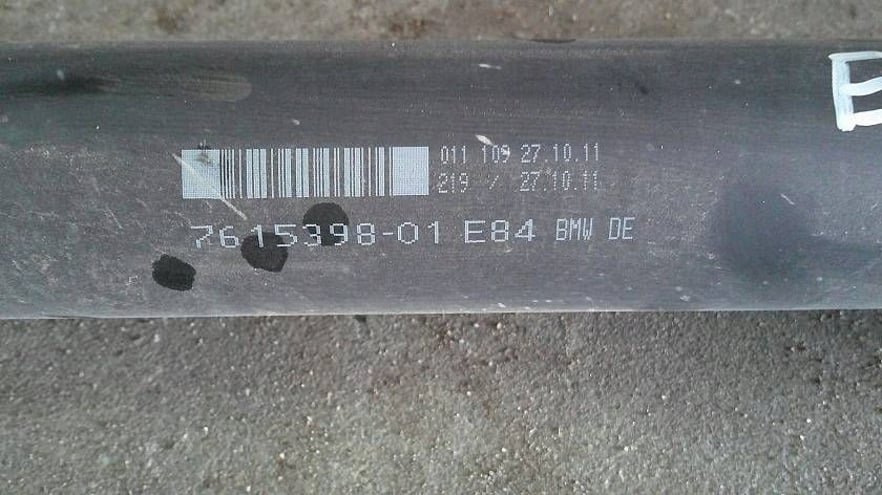 011 109 27.10.11
219 / 27.10.11
7615398-01 E84 BMW DE
E